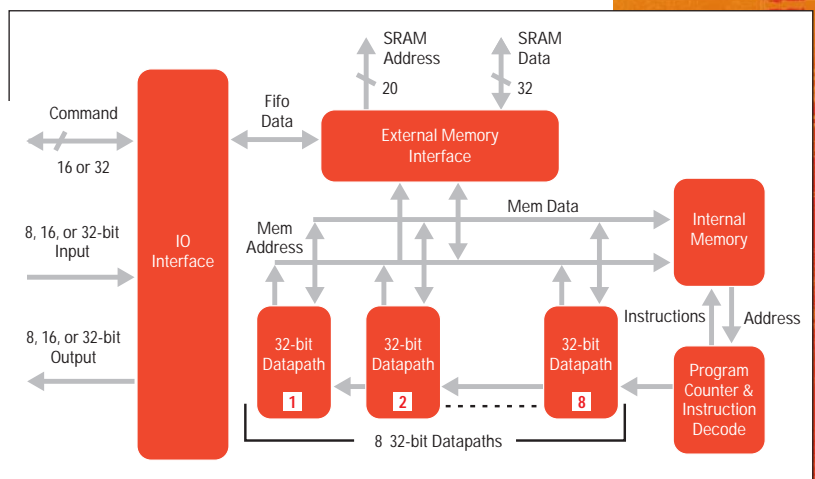 SRAM
Address
20
SRAM
Data
32
Command
16 or 32
Fifo
Data
External Memory
Interface
8, 16, or 32-bit
Input
IO
Interface
Mem
Address
Mem Data
Internal
Memory
8, 16, or 32-bit
Output
32-bit
Datapath
1
32-bit
Datapath
2
32-bit
Datapath
8
Instructions
Address
Program
Counter &
Instruction
Decode
8 32-bit Datapaths